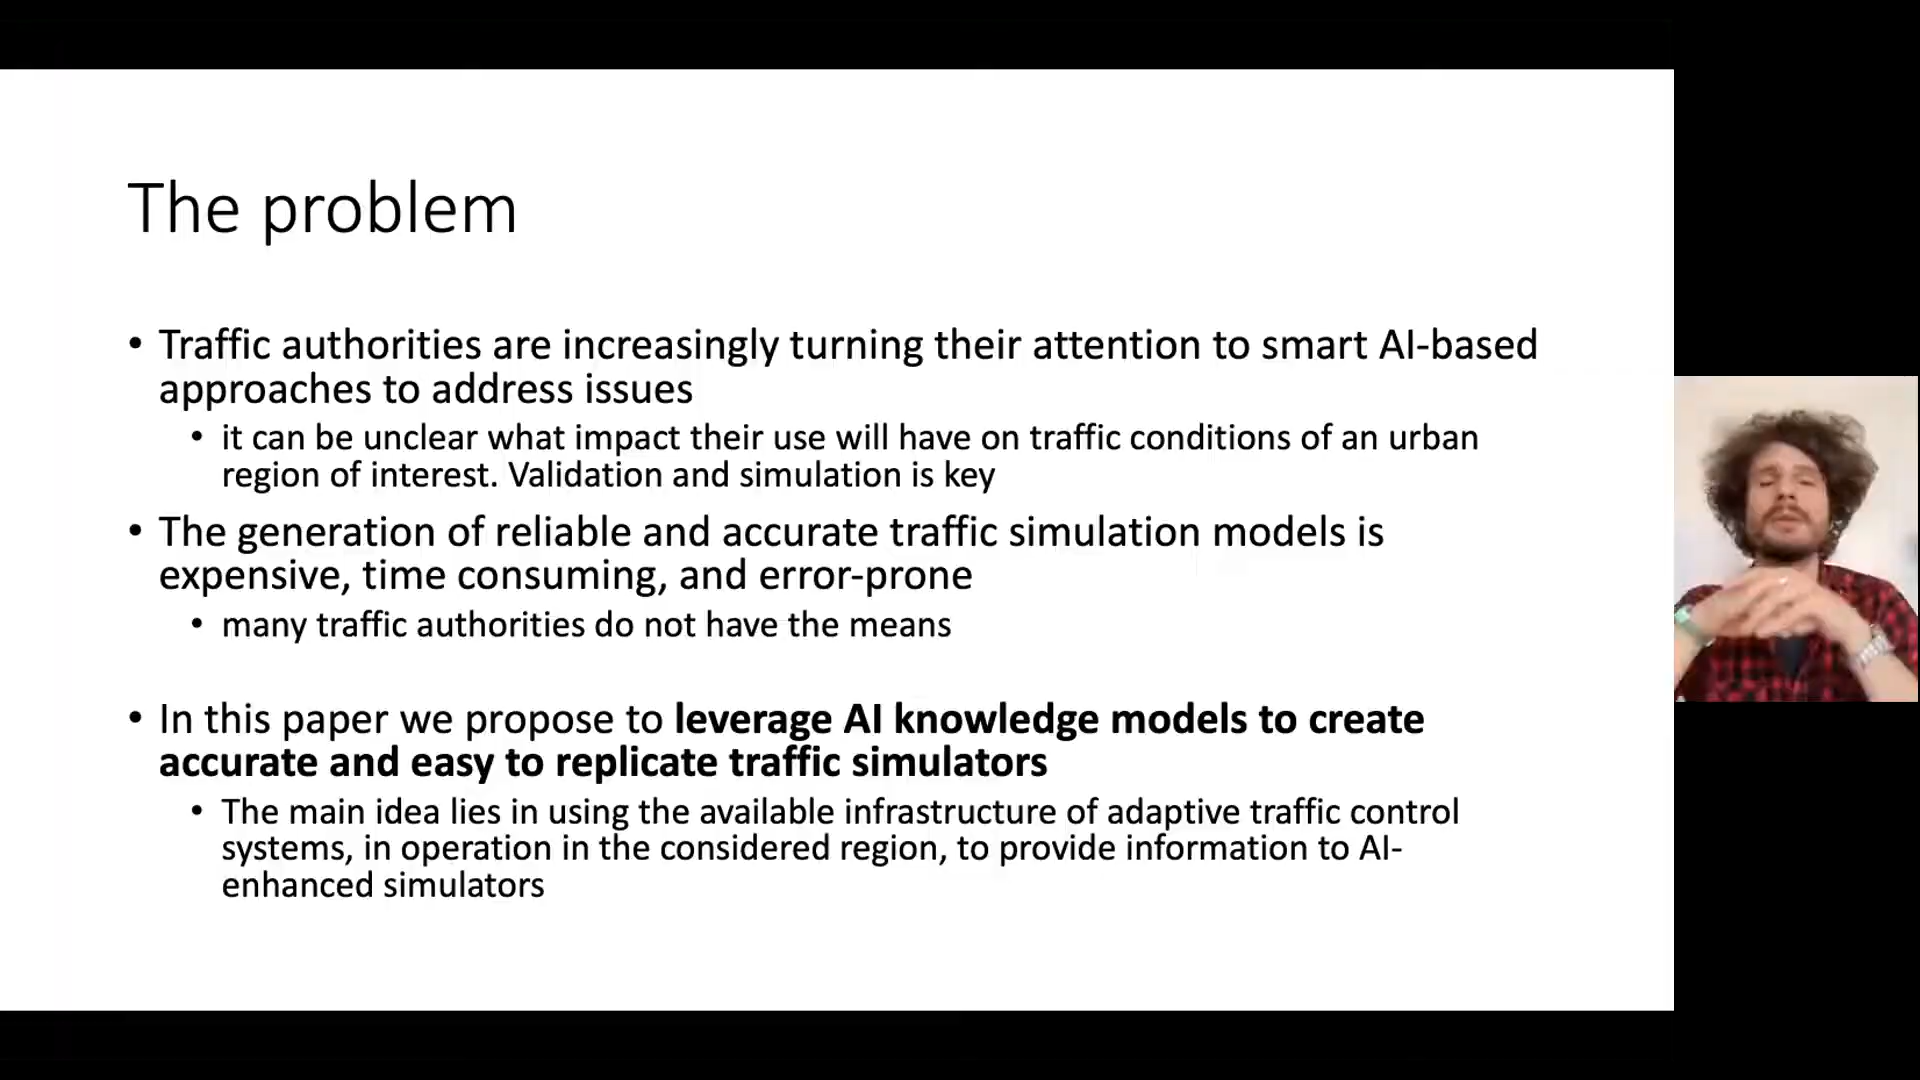 The problem
• Traffic authorities are increasingly turning their attention to smart AI-based
approaches to address issues
• it can be unclear what impact their use will have on traffic conditions of an urban
region of interest. Validation and simulation is key
• The generation of reliable and accurate traffic simulation models is
expensive, time consuming, and error-prone
• many traffic authorities do not have the means
• In this paper we propose to leverage AI knowledge models to create
accurate and easy to replicate traffic simulators
• The main idea lies in using the available infrastructure of adaptive traffic control
systems, in operation in the considered region, to provide information to AI-
enhanced simulators